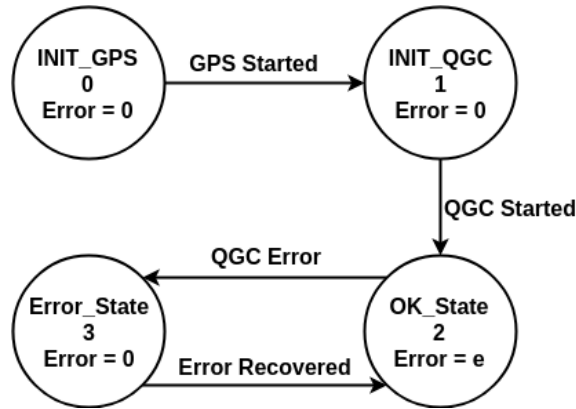 INIT_GPS
0
Error = 0
GPS Started
INIT_QGC
1
Error = 0
QGC Started
QGC Error
Error_State
3
Error = 0
OK_State
2
Error = e
Error Recovered